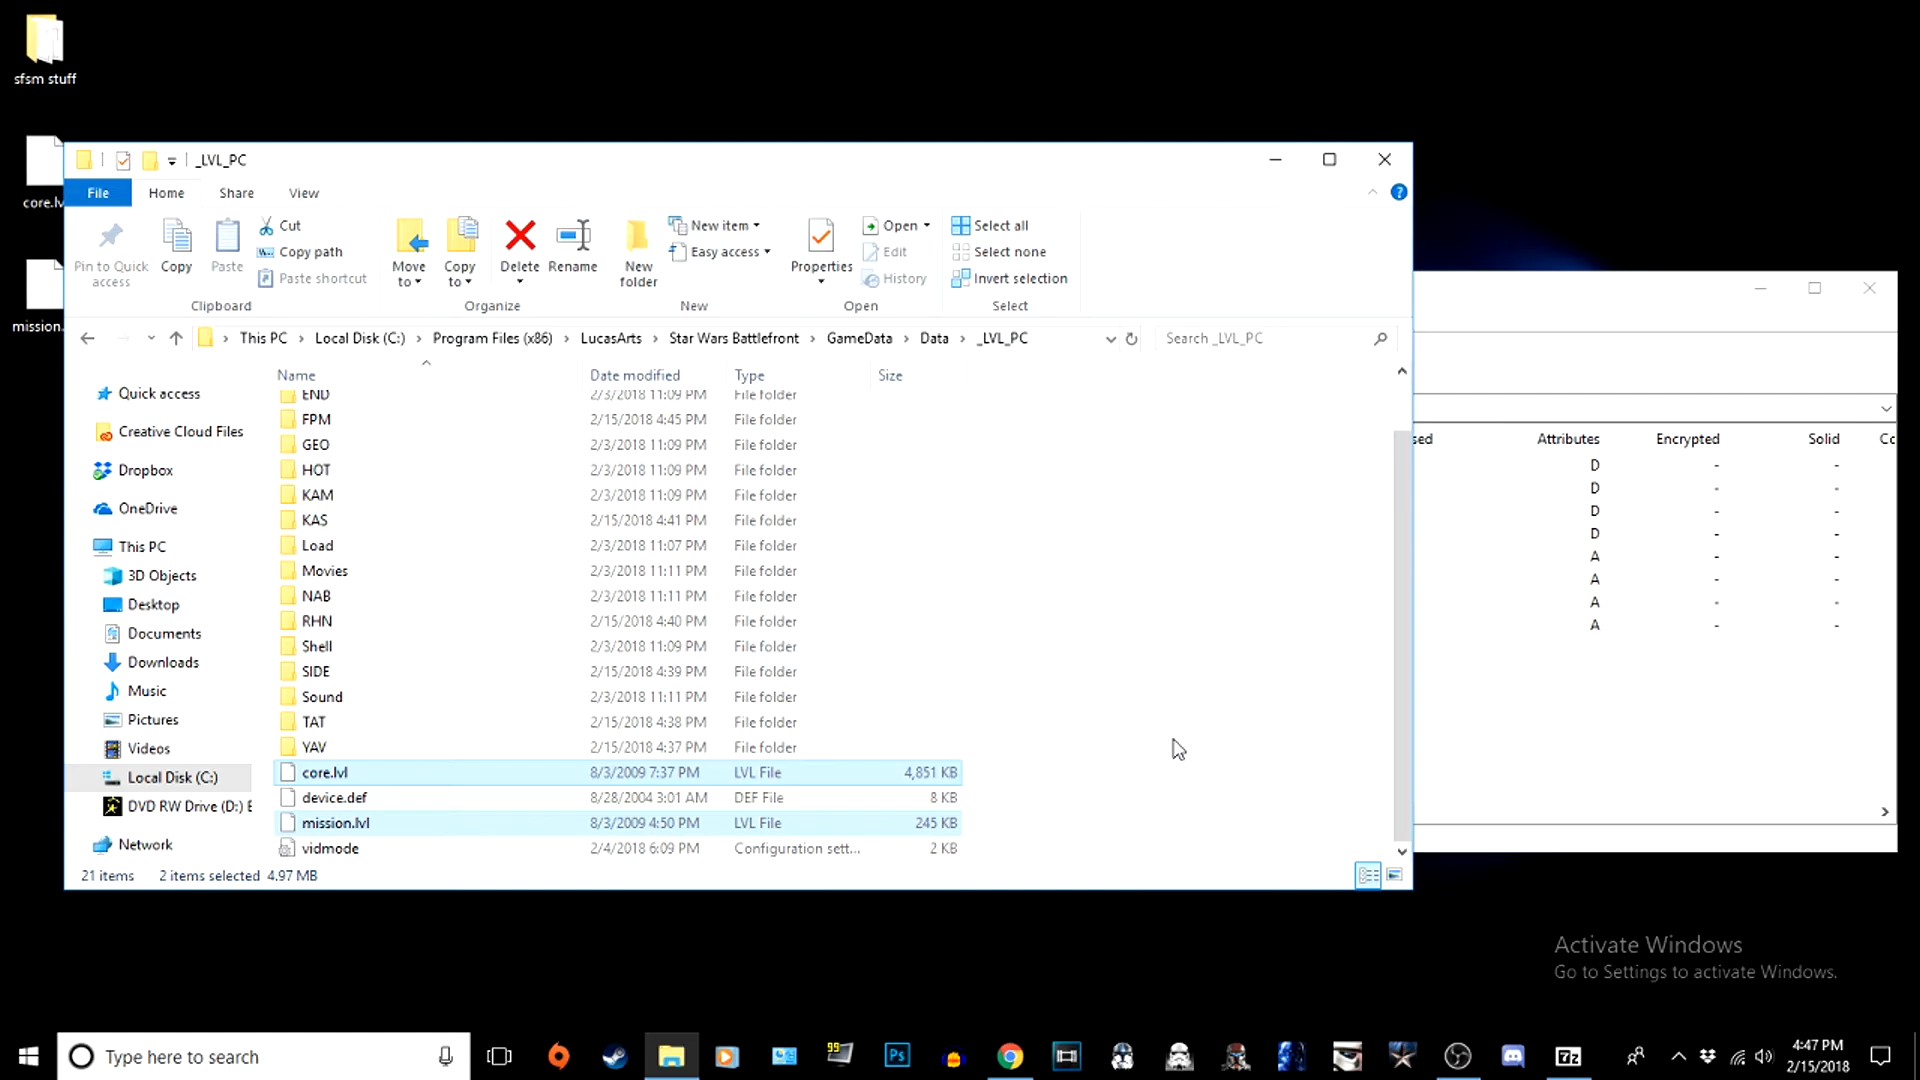 sfsm stuff
core.lv
mission.
_LVL_PC
File Home Share View
Pin to Quick access
Copy
Paste
Cut
Copy path
Paste shortcut
Clipboard
Move to
Copy to
Delete
Rename
Organize
New folder
New item
Easy access
New
Properties
Open
Edit
History
Open
Select all
Select none
Invert selection
Select
This PC › Local Disk (C:) › Program Files (x86) › LucasArts › Star Wars Battlefront › GameData › Data › _LVL_PC
Search _LVL_PC
Quick access
Creative Cloud Files
Dropbox
OneDrive
This PC
3D Objects
Desktop
Documents
Downloads
Music
Pictures
Videos
Local Disk (C:)
DVD RW Drive (D:) E
Network
Name Date modified Type Size
END 2/3/2018 11:09 PM File folder
FPM 2/15/2018 4:45 PM File folder
GEO 2/3/2018 11:09 PM File folder
HOT 2/3/2018 11:09 PM File folder
KAM 2/3/2018 11:09 PM File folder
KAS 2/15/2018 4:41 PM File folder
Load 2/3/2018 11:07 PM File folder
Movies 2/3/2018 11:11 PM File folder
NAB 2/3/2018 11:09 PM File folder
RHN 2/15/2018 4:40 PM File folder
Shell 2/3/2018 11:09 PM File folder
SIDE 2/15/2018 4:39 PM File folder
Sound 2/3/2018 11:11 PM File folder
TAT 2/15/2018 4:38 PM File folder
YAV 2/15/2018 4:37 PM File folder
core.lvl 8/3/2009 7:37 PM LVL File 4,851 KB
device.def 8/28/2004 3:01 AM DEF File 8 KB
mission.lvl 8/3/2009 4:50 PM LVL File 245 KB
vidmode 2/4/2018 6:09 PM Configuration sett... 2 KB
21 items 2 items selected 4.97 MB
sed Attributes Encrypted Solid Cc
D - -
D - -
D - -
D - -
A - -
A - -
A - -
A - -
Activate Windows
Go to Settings to activate Windows.
Type here to search
99
Ps
7z
4:47 PM
2/15/2018